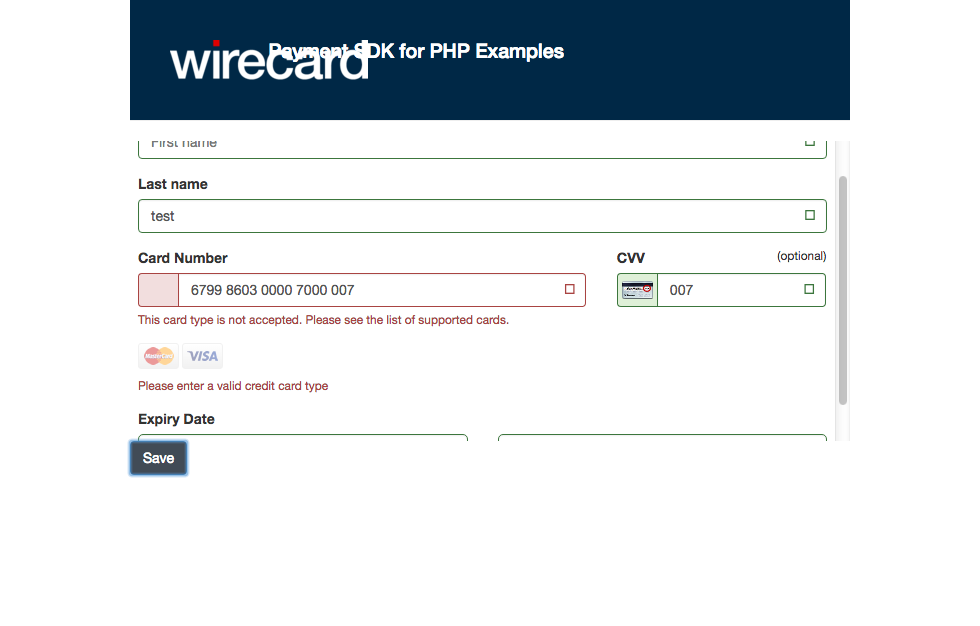 wirecard
Payment SDK for PHP Examples
First name
Last name
test
Card Number
CVV
(optional)
6799 8603 0000 7000 007
007
This card type is not accepted. Please see the list of supported cards.
MasterCard
VISA
Please enter a valid credit card type
Expiry Date
Save